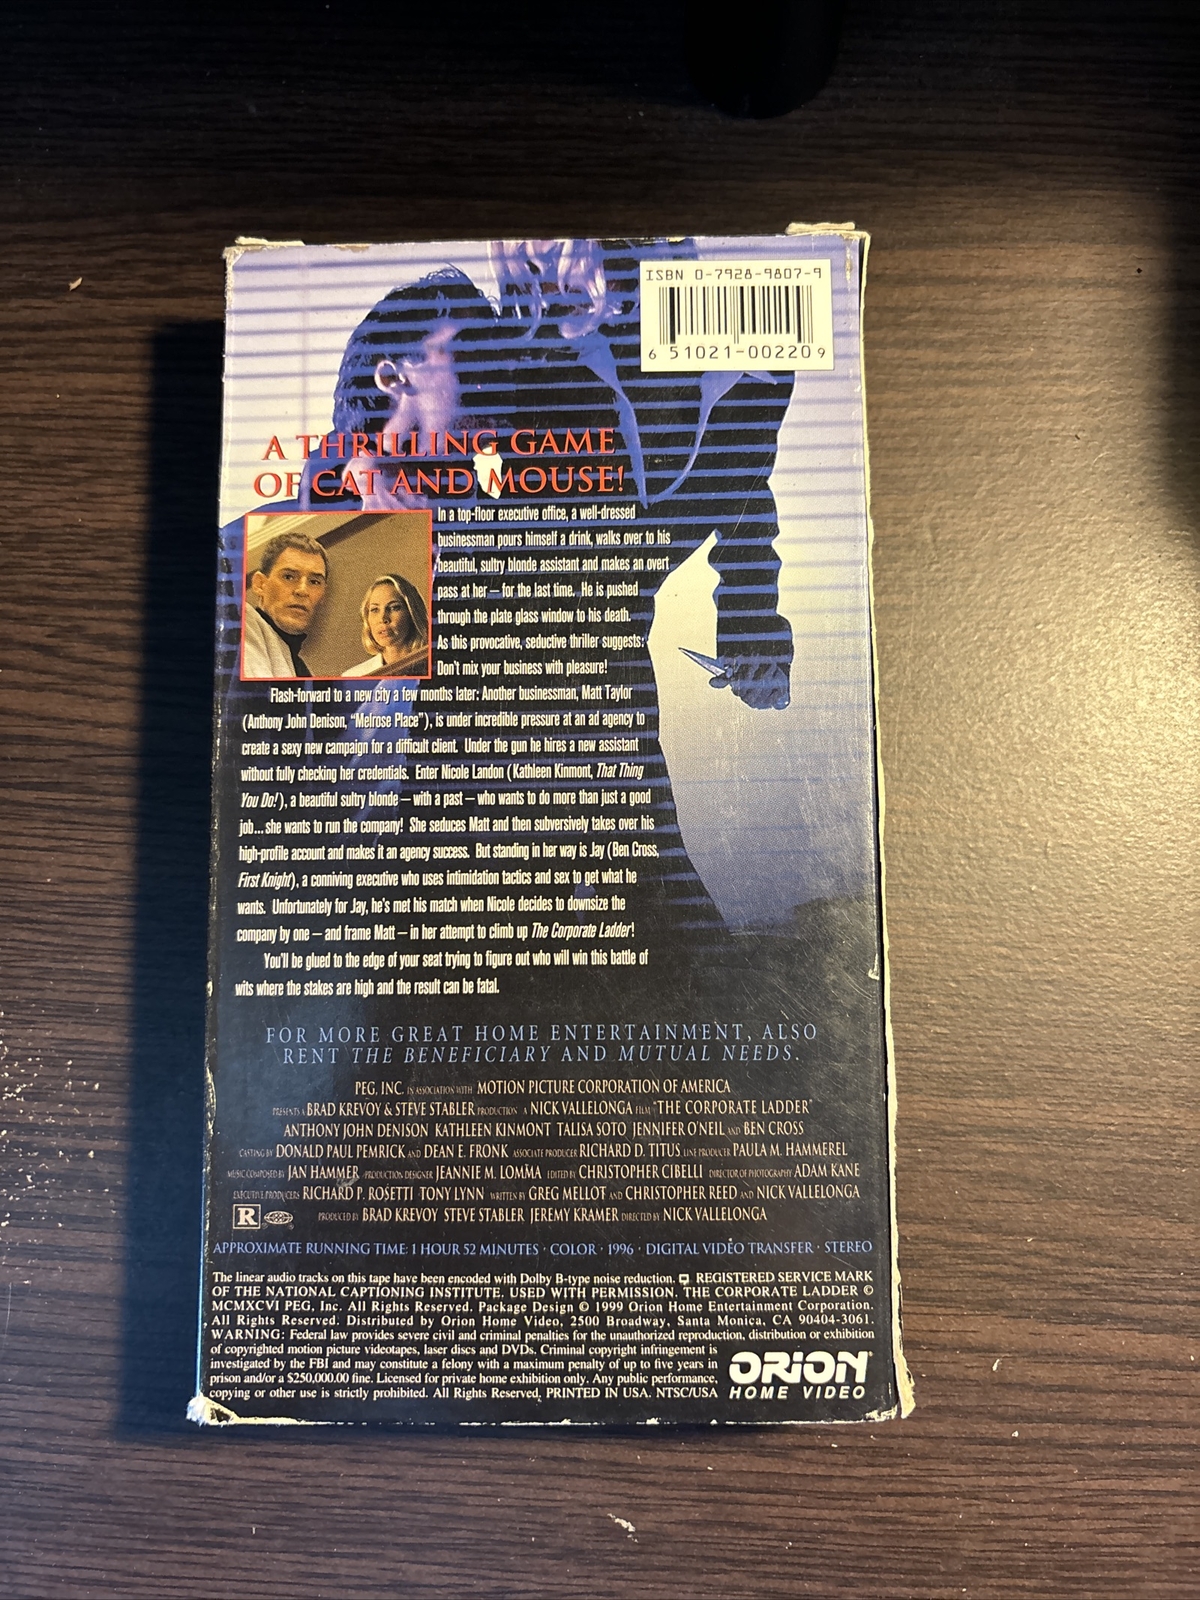 ISBN 0-7928-9807-9
6 51021-00220 9
A THRILLING GAME
OF CAT AND MOUSE!
In a top-floor executive office, a well-dressed
businessman pours himself a drink, walks over to his
beautiful, sultry blonde assistant and makes an overt
pass at her — for the last time. He is pushed
through the plate glass window to his death.
As this provocative, seductive thriller suggests:
Don't mix your business with pleasure!
Flash-forward to a new city a few months later: Another businessman, Matt Taylor
(Anthony John Denison, "Melrose Place"), is under incredible pressure at an ad agency to
create a sexy new campaign for a difficult client. Under the gun he hires a new assistant
without fully checking her credentials. Enter Nicole Landon (Kathleen Kinmont, That Thing
You Do!), a beautiful sultry blonde — with a past — who wants to do more than just a good
job... she wants to run the company! She seduces Matt and then subversively takes over his
high-profile account and makes it an agency success. But standing in her way is Jay (Ben Cross,
First Knight), a conniving executive who uses intimidation tactics and sex to get what he
wants. Unfortunately for Jay, he's met his match when Nicole decides to downsize the
company by one — and frame Matt — in her attempt to climb up The Corporate Ladder!
You'll be glued to the edge of your seat trying to figure out who will win this battle of
wits where the stakes are high and the result can be fatal.
FOR MORE GREAT HOME ENTERTAINMENT, ALSO
RENT THE BENEFICIARY AND MUTUAL NEEDS.
PEG, INC. IN ASSOCIATION WITH MOTION PICTURE CORPORATION OF AMERICA
PRESENTS A BRAD KREVOY & STEVE STABLER PRODUCTION A NICK VALLELONGA FILM "THE CORPORATE LADDER"
ANTHONY JOHN DENISON KATHLEEN KINMONT TALISA SOTO JENNIFER O'NEIL AND BEN CROSS
CASTING BY DONALD PAUL PEMRICK AND DEAN E. FRONK ASSOCIATE PRODUCER RICHARD D. TITUS LINE PRODUCER PAULA M. HAMMEREL
MUSIC COMPOSED BY JAN HAMMER PRODUCTION DESIGNER JEANNIE M. LOMMA EDITED BY CHRISTOPHER CIBELLI DIRECTOR OF PHOTOGRAPHY ADAM KANE
EXECUTIVE PRODUCERS RICHARD P. ROSETTI TONY LYNN WRITTEN BY GREG MELLOT AND CHRISTOPHER REED AND NICK VALLELONGA
R PRODUCED BY BRAD KREVOY STEVE STABLER JEREMY KRAMER DIRECTED BY NICK VALLELONGA
APPROXIMATE RUNNING TIME: 1 HOUR 52 MINUTES · COLOR · 1996 · DIGITAL VIDEO TRANSFER · STEREO
The linear audio tracks on this tape have been encoded with Dolby B-type noise reduction. REGISTERED SERVICE MARK
OF THE NATIONAL CAPTIONING INSTITUTE. USED WITH PERMISSION. THE CORPORATE LADDER ©
MCMXCVI PEG, Inc. All Rights Reserved. Package Design © 1999 Orion Home Entertainment Corporation.
All Rights Reserved. Distributed by Orion Home Video, 2500 Broadway, Santa Monica, CA 90404-3061.
WARNING: Federal law provides severe civil and criminal penalties for the unauthorized reproduction, distribution or exhibition
of copyrighted motion picture videotapes, laser discs and DVDs. Criminal copyright infringement is
investigated by the FBI and may constitute a felony with a maximum penalty of up to five years in
prison and/or a $250,000.00 fine. Licensed for private home exhibition only. Any public performance,
copying or other use is strictly prohibited. All Rights Reserved. PRINTED IN USA. NTSC/USA
ORION
HOME VIDEO